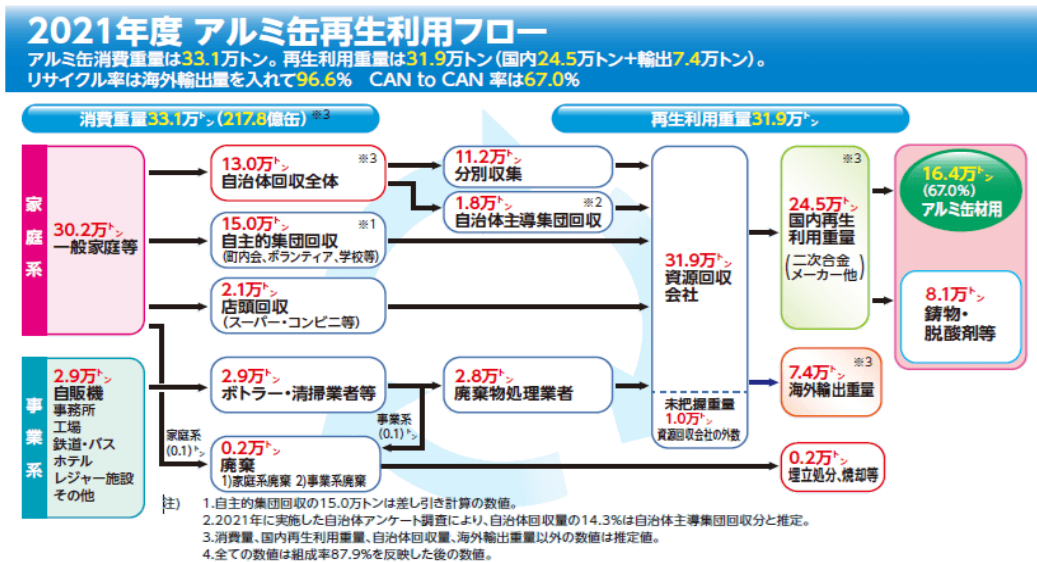 2021年度 アルミ缶再生利用フロー
アルミ缶消費重量は33.1万トン。再生利用重量は31.9万トン(国内24.5万トン+輸出7.4万トン)。
リサイクル率は海外輸出量を入れて96.6% CAN to CAN 率は67.0%
消費重量33.1万トン(217.8億缶) ※3
再生利用重量31.9万トン
家庭系
30.2万トン
一般家庭等
13.0万トン ※3
自治体回収全体
15.0万トン ※1
自主的集団回収
(町内会、ボランティア、学校等)
2.1万トン
店頭回収
(スーパー・コンビニ等)
11.2万トン
分別収集
1.8万トン ※2
自治体主導集団回収
事業系
2.9万トン
自販機
事務所
工場
鉄道・バス
ホテル
レジャー施設
その他
2.9万トン
ボトラー・清掃業者等
家庭系
(0.1)トン
事業系
(0.1)トン
0.2万トン
廃棄
1)家庭系廃棄 2)事業系廃棄
2.8万トン
廃棄物処理業者
31.9万トン
資源回収
会社
未把握重量
1.0万トン
資源回収会社の外数
※3
24.5万トン
国内再生
利用重量
(二次合金
メーカー他)
※3
7.4万トン
海外輸出重量
0.2万トン
埋立処分、焼却等
16.4万トン
(67.0%)
アルミ缶材用
8.1万トン
鋳物・
脱酸剤等
注) 1.自主的集団回収の15.0万トンは差し引き計算の数値。
2.2021年に実施した自治体アンケート調査により、自治体回収量の14.3%は自治体主導集団回収分と推定。
3.消費量、国内再生利用重量、自治体回収量、海外輸出重量以外の数値は推定値。
4.全ての数値は組成率87.9%を反映した後の数値。